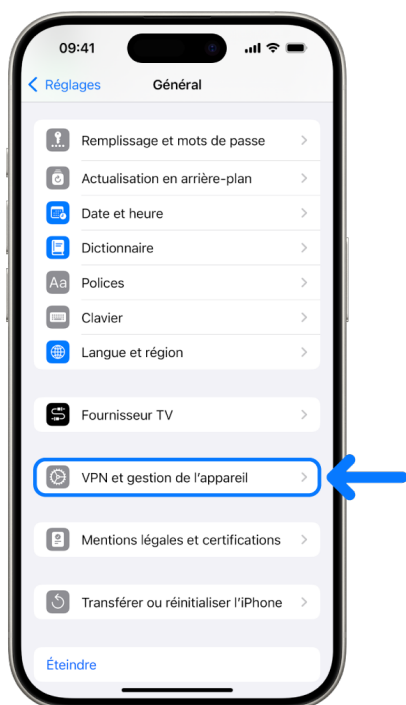 09:41
Réglages
Général
Remplissage et mots de passe
Actualisation en arrière-plan
Date et heure
Dictionnaire
Aa
Polices
Clavier
Langue et région
Fournisseur TV
VPN et gestion de l’appareil
Mentions légales et certifications
Transférer ou réinitialiser l’iPhone
Éteindre